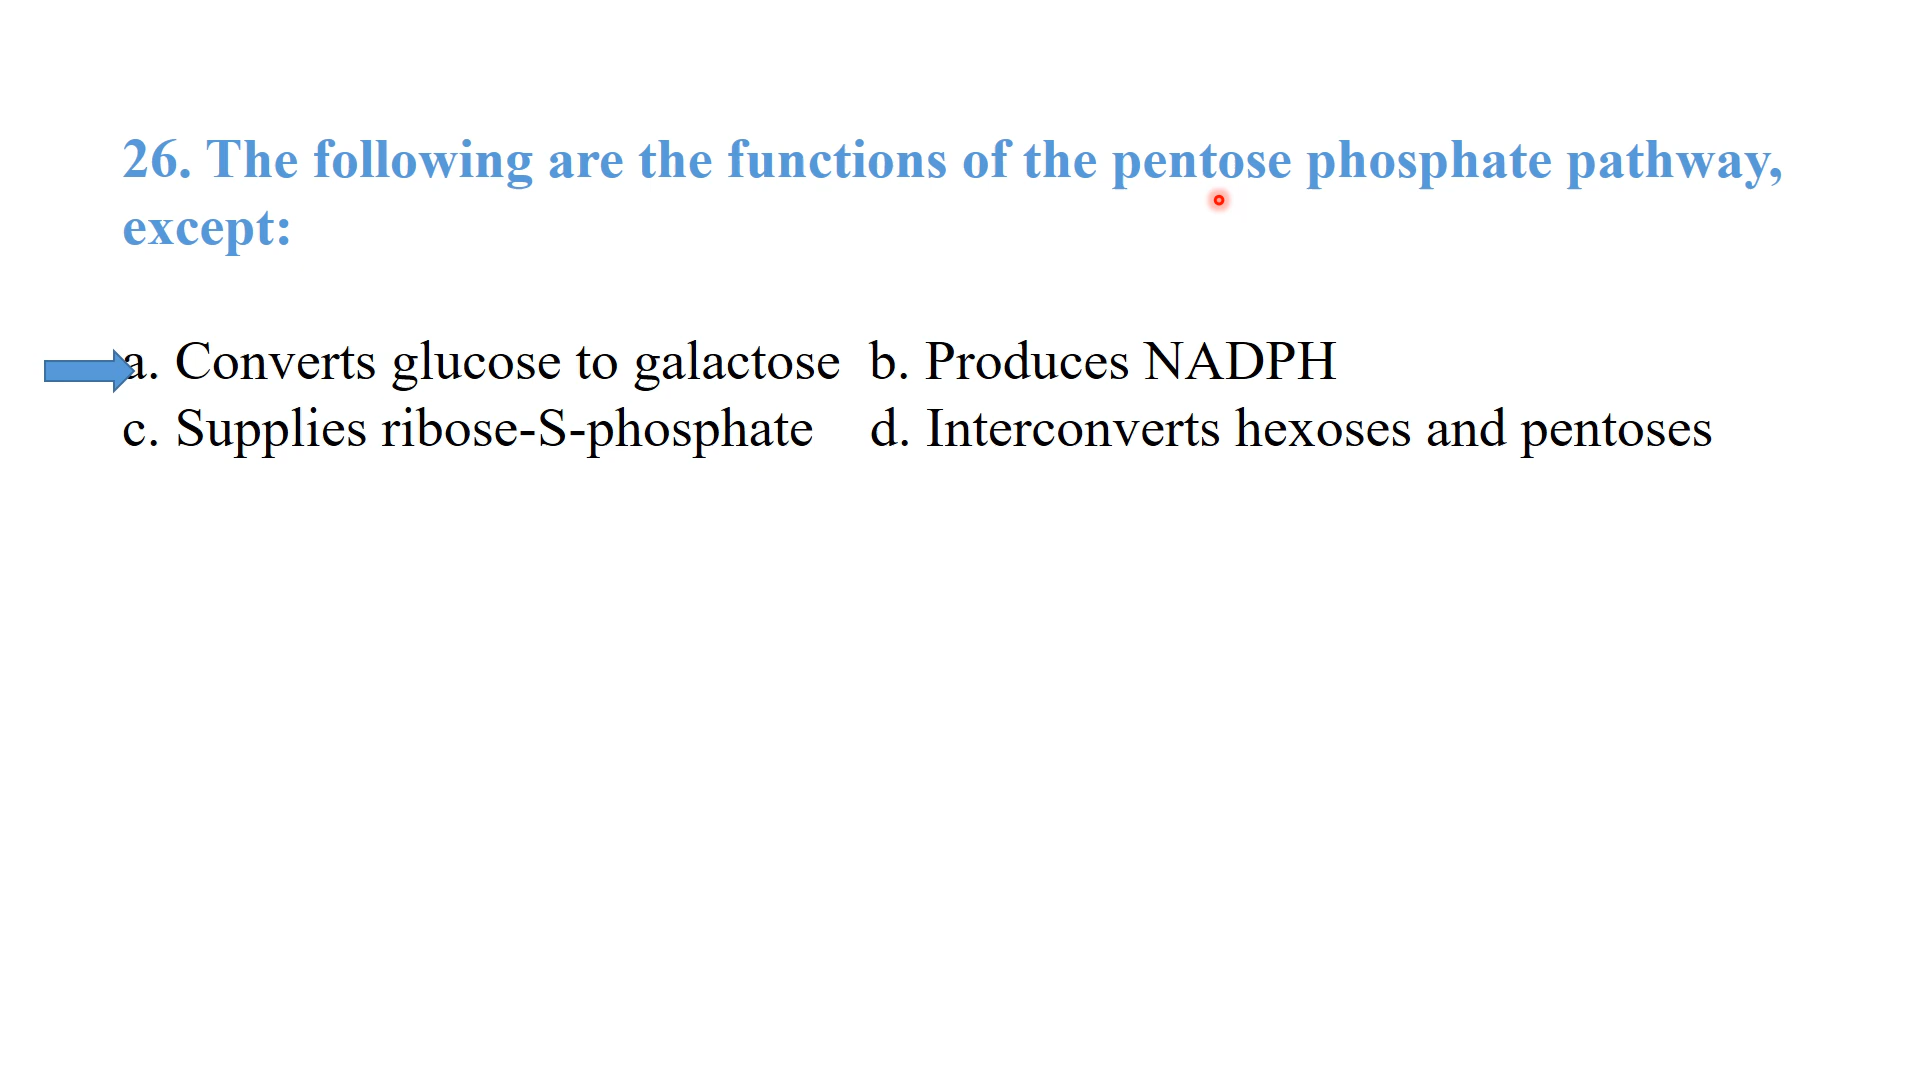 26. The following are the functions of the pentose phosphate pathway,
except:
a. Converts glucose to galactose b. Produces NADPH
c. Supplies ribose-S-phosphate d. Interconverts hexoses and pentoses